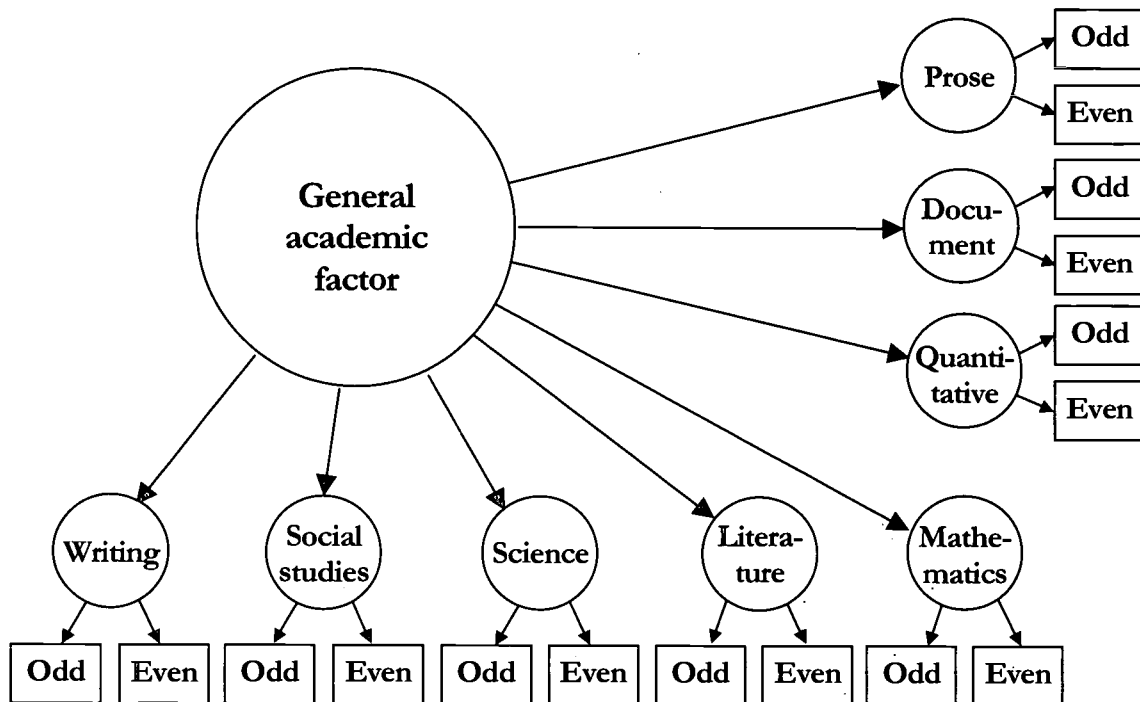 General
academic
factor
Prose
Odd
Even
Docu-
ment
Odd
Even
Quanti-
tative
Odd
Even
Writing
Social
studies
Science
Litera-
ture
Mathe-
matics
Odd
Even
Odd
Even
Odd
Even
Odd
Even
Odd
Even